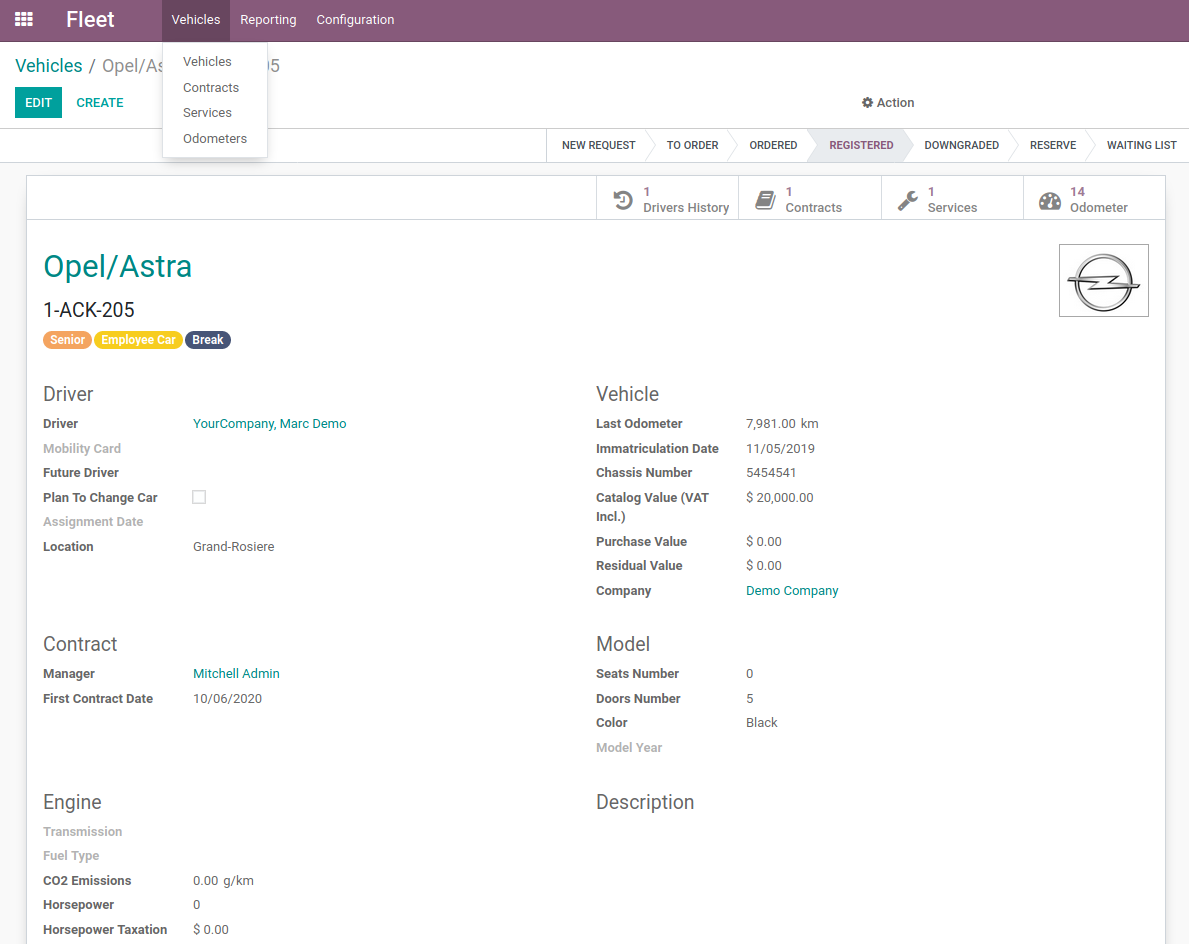 Fleet Vehicles Reporting Configuration
Vehicles / Opel/As 05
Vehicles
Contracts
Services
Odometers
EDIT CREATE
Action
NEW REQUEST TO ORDER ORDERED REGISTERED DOWNGRADED RESERVE WAITING LIST
1
Drivers History
1
Contracts
1
Services
14
Odometer
Opel/Astra
1-ACK-205
Senior Employee Car Break
Driver
Driver YourCompany, Marc Demo
Mobility Card
Future Driver
Plan To Change Car
Assignment Date
Location Grand-Rosiere
Vehicle
Last Odometer 7,981.00 km
Immatriculation Date 11/05/2019
Chassis Number 5454541
Catalog Value (VAT $ 20,000.00
Incl.)
Purchase Value $ 0.00
Residual Value $ 0.00
Company Demo Company
Contract
Manager Mitchell Admin
First Contract Date 10/06/2020
Model
Seats Number 0
Doors Number 5
Color Black
Model Year
Engine
Transmission
Fuel Type
CO2 Emissions 0.00 g/km
Horsepower 0
Horsepower Taxation $ 0.00
Description